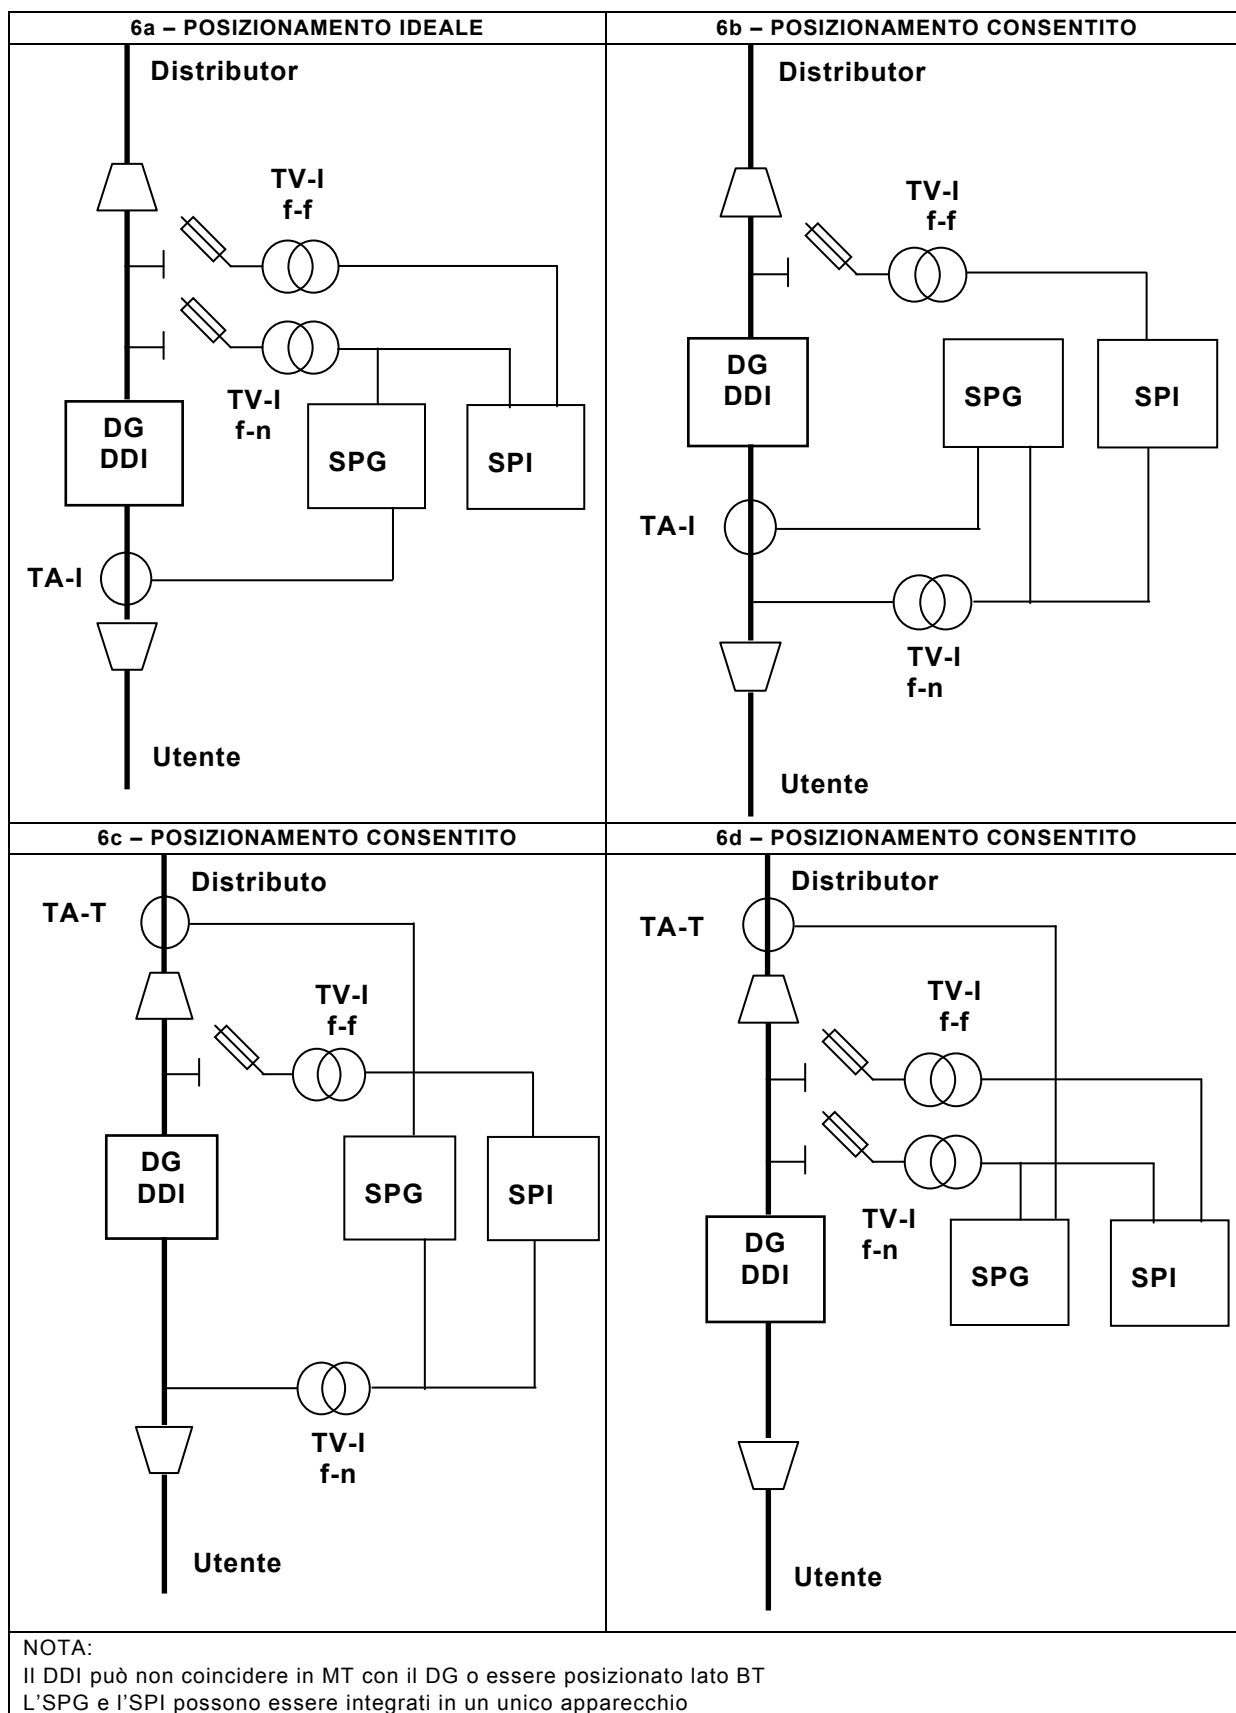 6a – POSIZIONAMENTO IDEALE
Distributor
TV-I
f-f
TV-I
f-n
DG
DDI
SPG
SPI
TA-I
Utente
6b – POSIZIONAMENTO CONSENTITO
Distributor
TV-I
f-f
DG
DDI
SPG
SPI
TA-I
TV-I
f-n
Utente
6c – POSIZIONAMENTO CONSENTITO
Distributo
TA-T
TV-I
f-f
DG
DDI
SPG
SPI
TV-I
f-n
Utente
6d – POSIZIONAMENTO CONSENTITO
Distributor
TA-T
TV-I
f-f
TV-I
f-n
DG
DDI
SPG
SPI
Utente
NOTA:
Il DDI può non coincidere in MT con il DG o essere posizionato lato BT
L'SPG e l'SPI possono essere integrati in un unico apparecchio